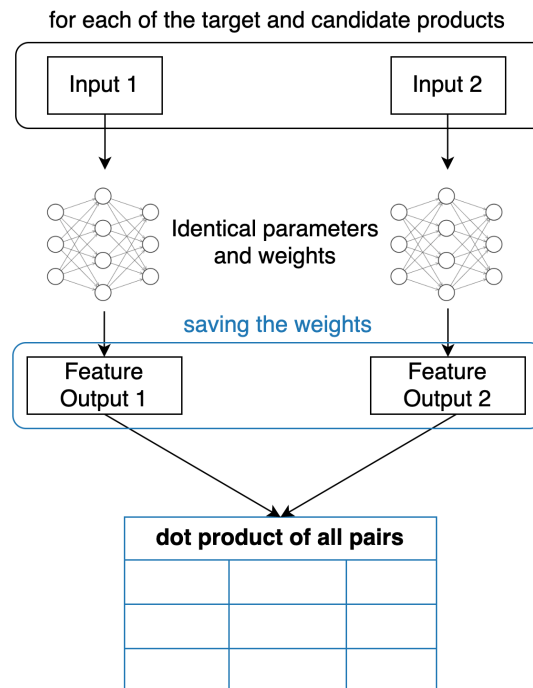 for each of the target and candidate products
Input 1
Input 2
Identical parameters
and weights
saving the weights
Feature
Output 1
Feature
Output 2
dot product of all pairs